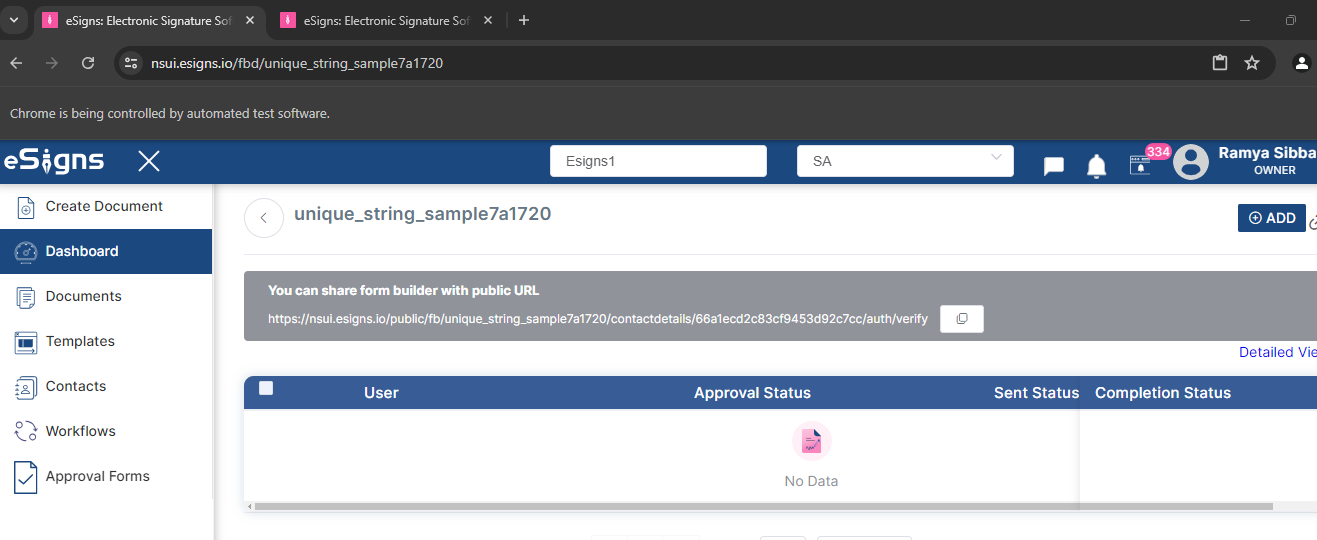 eSigns: Electronic Signature Sof
eSigns: Electronic Signature Sof
nsui.esigns.io/fbd/unique_string_sample7a1720
Chrome is being controlled by automated test software.
eSigns
Esigns1
SA
334
Ramya Sibba
OWNER
Create Document
Dashboard
Documents
Templates
Contacts
Workflows
Approval Forms
unique_string_sample7a1720
ADD
You can share form builder with public URL
https://nsui.esigns.io/public/fb/unique_string_sample7a1720/contactdetails/66a1ecd2c83cf9453d92c7cc/auth/verify
Detailed Vie
User Approval Status Sent Status Completion Status
No Data